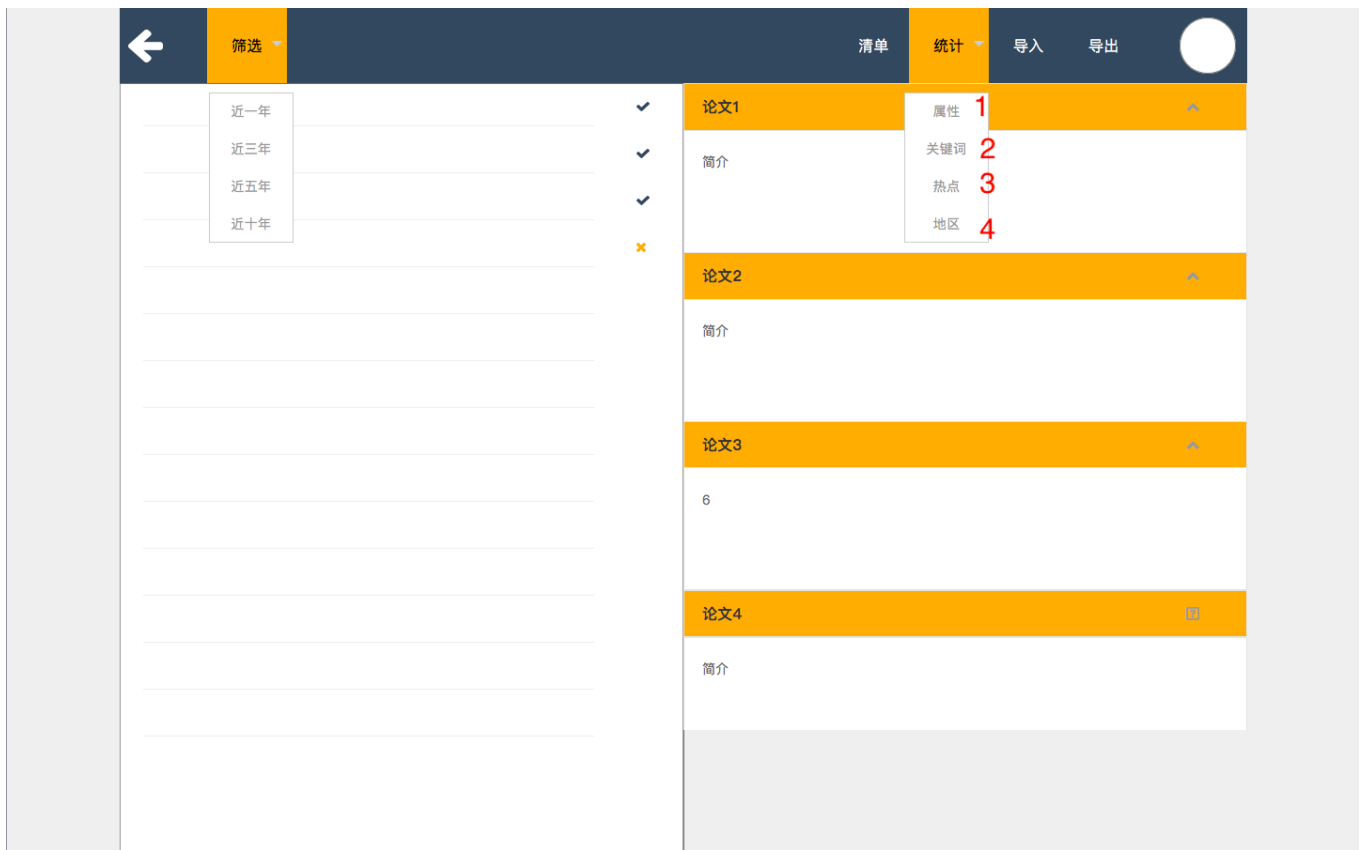 筛选
清单 统计 导入 导出
近一年
近三年
近五年
近十年
属性 1
关键词 2
热点 3
地区 4
论文1
简介
论文2
简介
论文3
6
论文4
简介